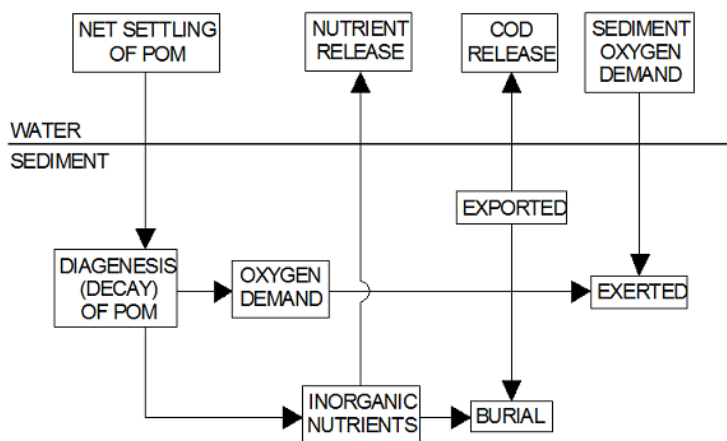 NET SETTLING
OF POM
NUTRIENT
RELEASE
COD
RELEASE
SEDIMENT
OXYGEN
DEMAND
WATER
SEDIMENT
EXPORTED
DIAGENESIS
(DECAY)
OF POM
OXYGEN
DEMAND
EXERTED
INORGANIC
NUTRIENTS
BURIAL